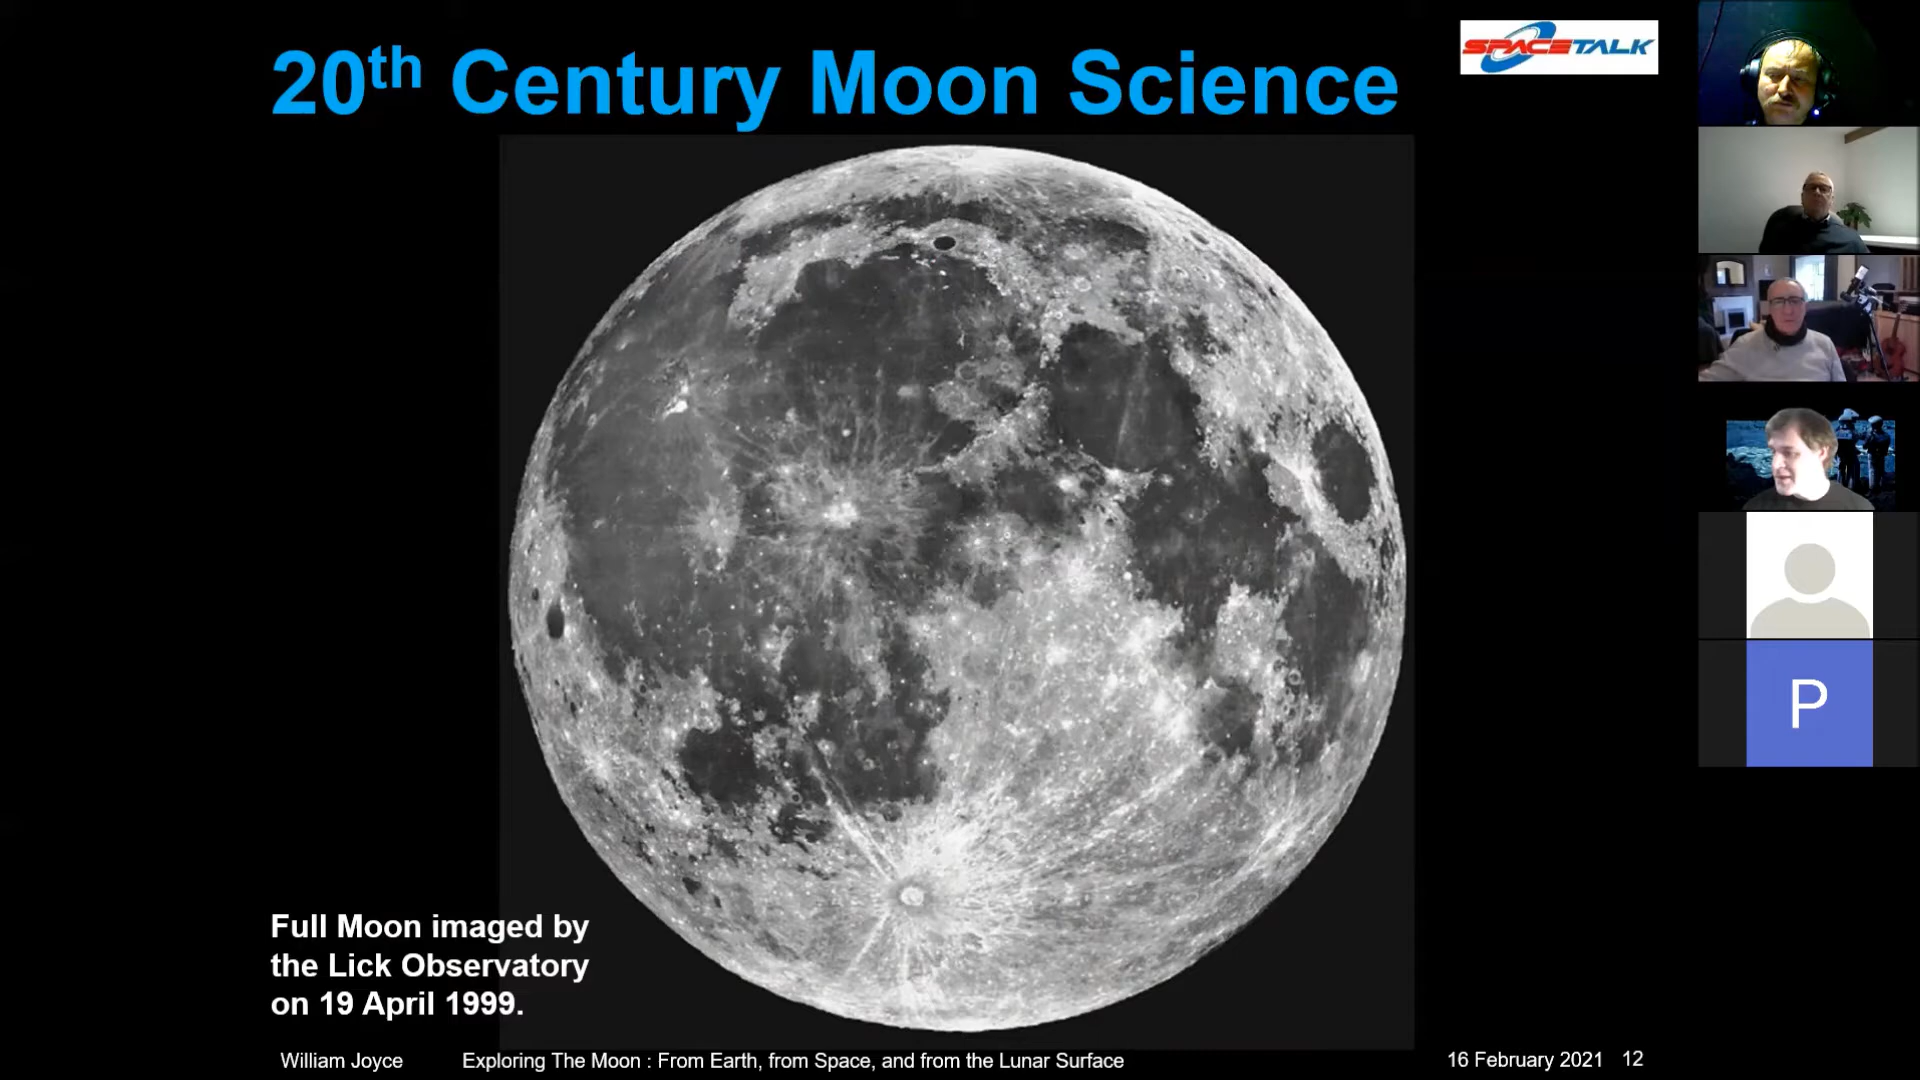 20th Century Moon Science
SPACETALK
Full Moon imaged by
the Lick Observatory
on 19 April 1999.
P
William Joyce Exploring The Moon : From Earth, from Space, and from the Lunar Surface 16 February 2021 12